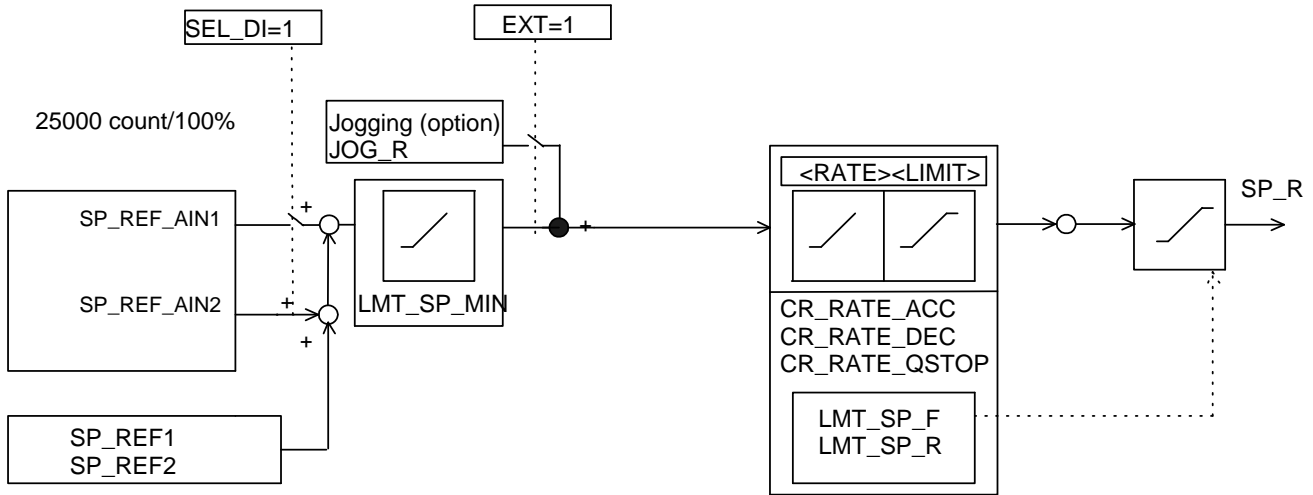 SEL_DI=1
EXT=1
25000 count/100%
Jogging (option)
JOG_R
<RATE><LIMIT>
SP_REF_AIN1
+
SP_R
SP_REF_AIN2
+
+
LMT_SP_MIN
+
CR_RATE_ACC
CR_RATE_DEC
CR_RATE_QSTOP
SP_REF1
SP_REF2
LMT_SP_F
LMT_SP_R